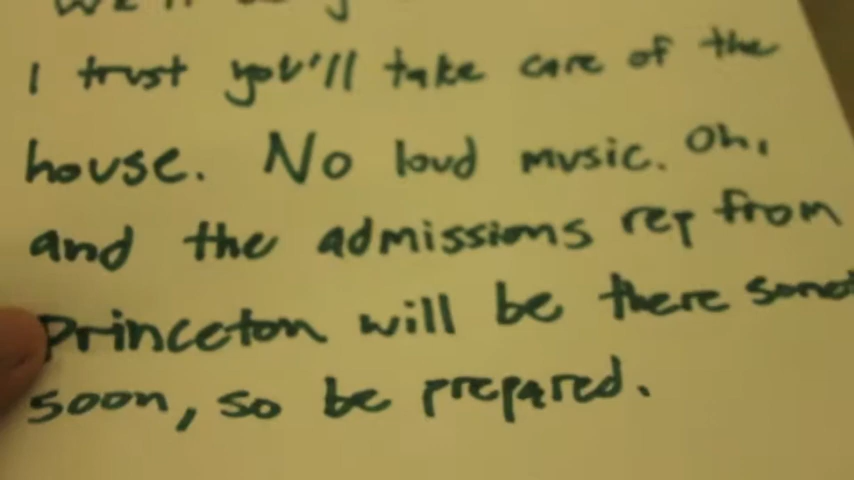 I trust you'll take care of the
house. No loud music. Oh,
and the admissions rep from
Princeton will be there
soon, so be prepared.